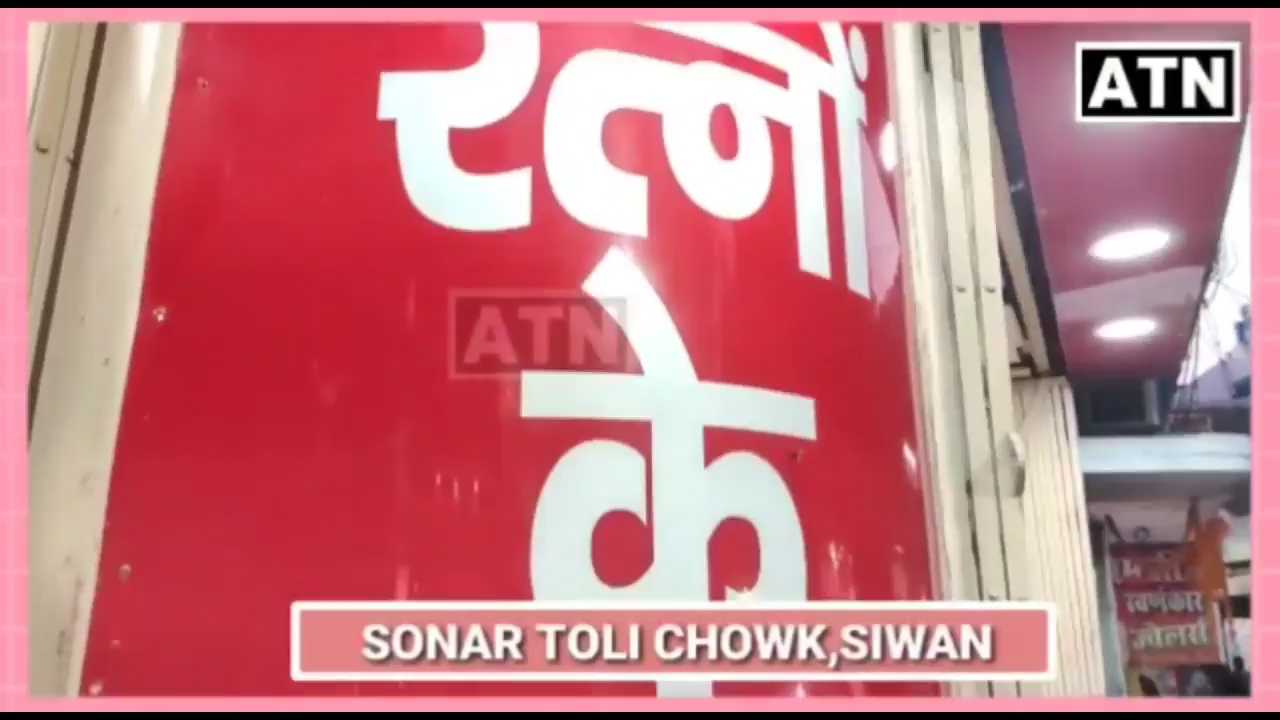 रत्नों
ATN
ATN
के
स्वर्णकार
ज्वेलर्स
SONAR TOLI CHOWK,SIWAN